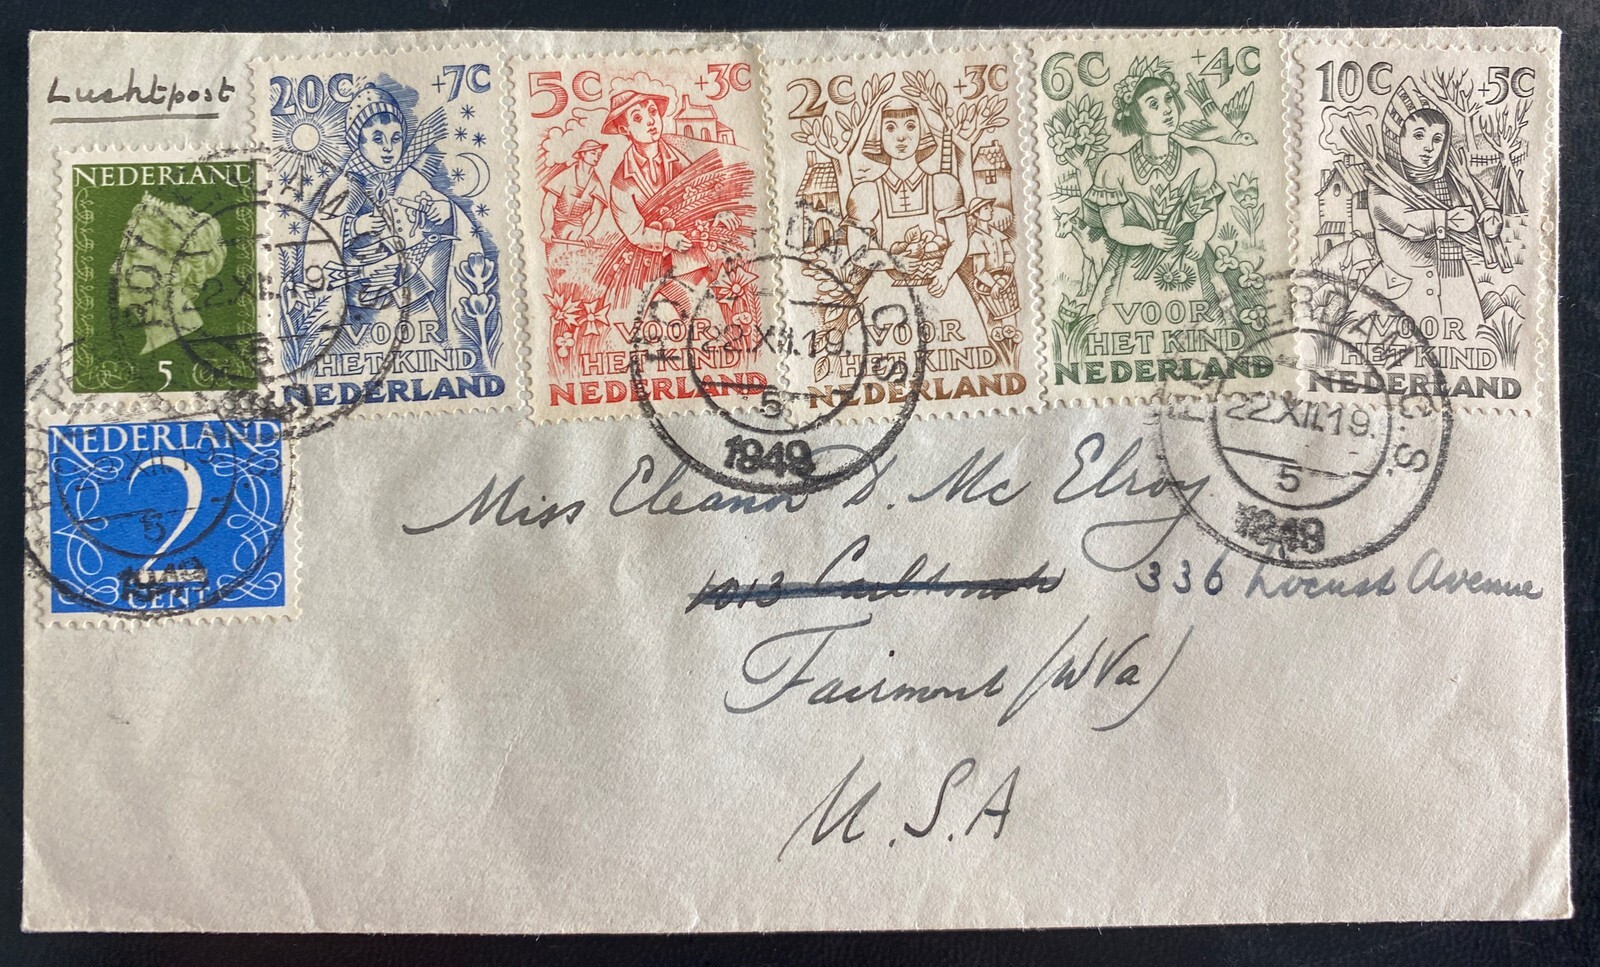 Luchtpost
20C +7C
VOOR
HET KIND
NEDERLAND
5C +3C
VOOR
HET KIND
NEDERLAND
2C +3C
VOOR
HET KIND
NEDERLAND
6C +4C
VOOR
HET KIND
NEDERLAND
10C +5C
VOOR
HET KIND
NEDERLAND
NEDERLAND
5
NEDERLAND
2
CENT
22.XII.19.
5
1949
ROTTERDAM C.S.
22.XII.19.
5
1949
Miss Eleanor D. Mc Elroy
1013 336 Locust Avenue
Fairmont (WVa)
U.S.A